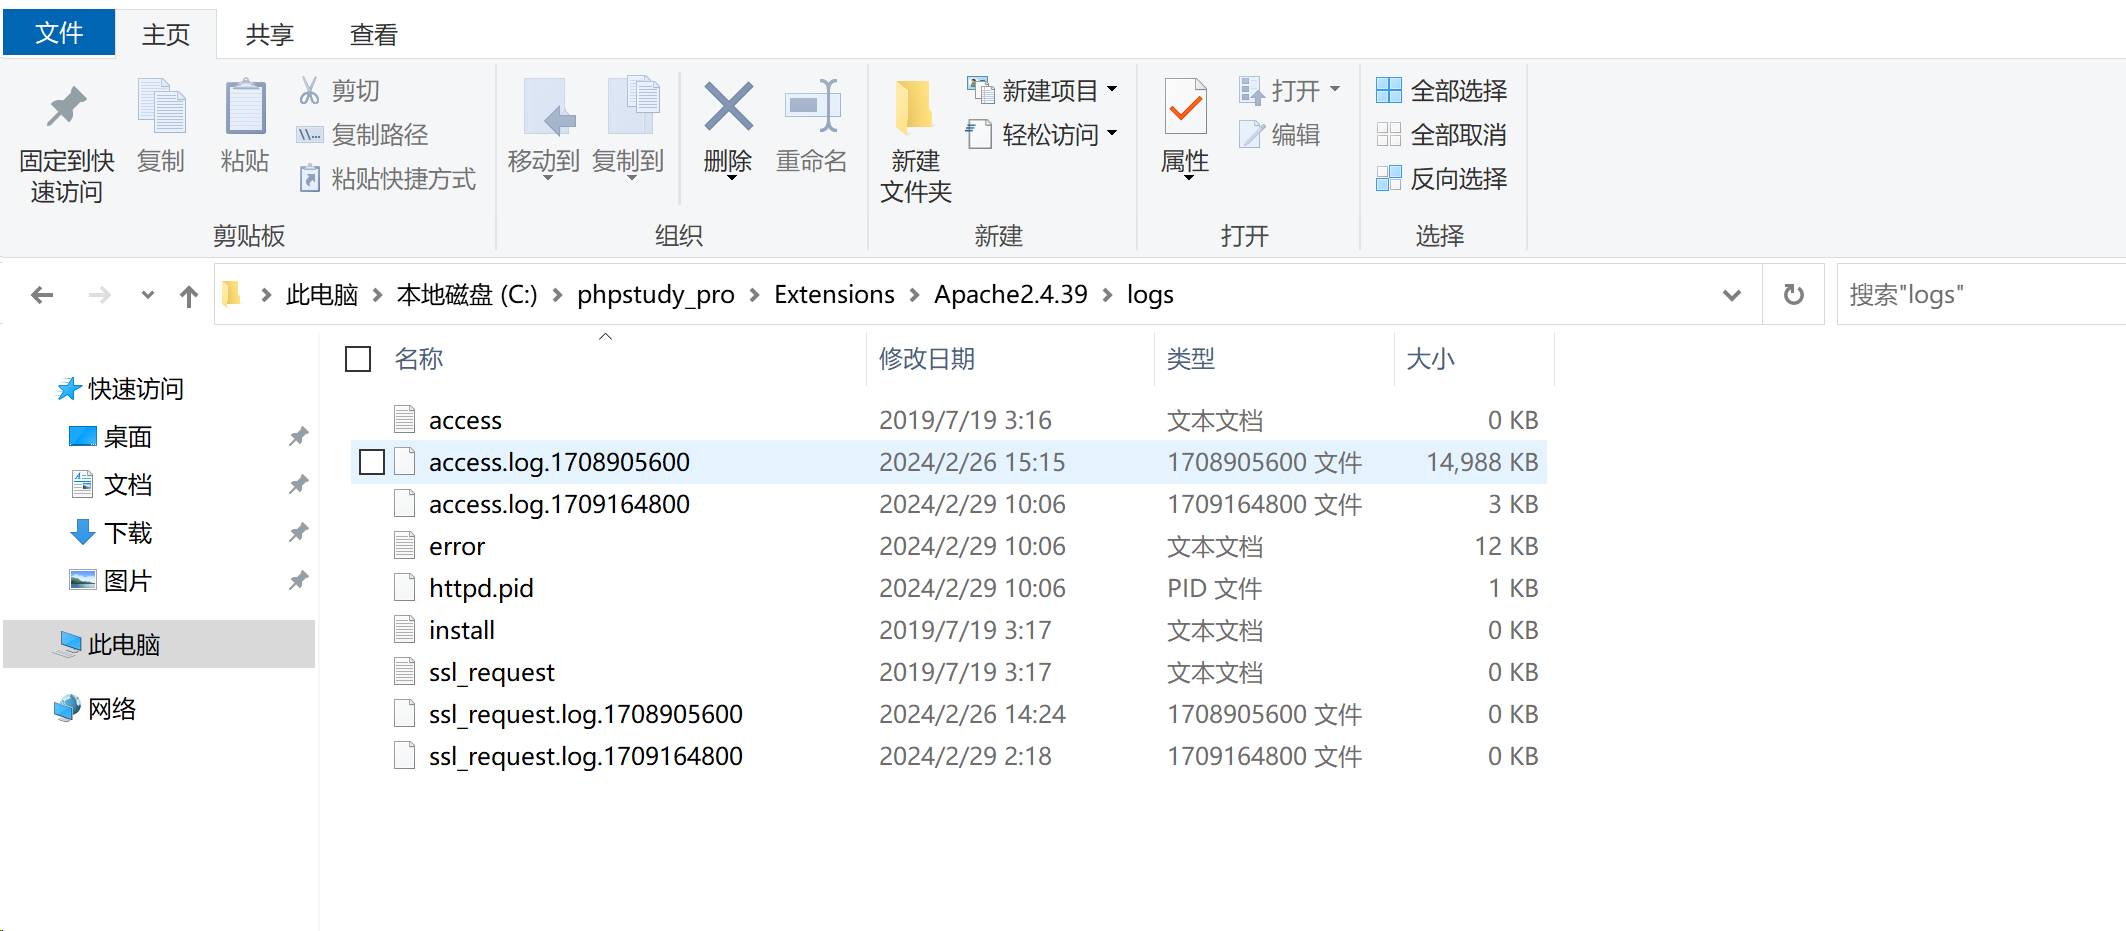 文件 主页 共享 查看
固定到快速访问 复制 粘贴 剪切 复制路径 粘贴快捷方式
移动到 复制到 删除 重命名
新建文件夹 新建项目 轻松访问
属性 打开 编辑
全部选择 全部取消 反向选择
剪贴板 组织 新建 打开 选择
此电脑 本地磁盘 (C:) phpstudy_pro Extensions Apache2.4.39 logs 搜索"logs"
快速访问
桌面
文档
下载
图片
此电脑
网络
名称 修改日期 类型 大小
access 2019/7/19 3:16 文本文档 0 KB
access.log.1708905600 2024/2/26 15:15 1708905600 文件 14,988 KB
access.log.1709164800 2024/2/29 10:06 1709164800 文件 3 KB
error 2024/2/29 10:06 文本文档 12 KB
httpd.pid 2024/2/29 10:06 PID 文件 1 KB
install 2019/7/19 3:17 文本文档 0 KB
ssl_request 2019/7/19 3:17 文本文档 0 KB
ssl_request.log.1708905600 2024/2/26 14:24 1708905600 文件 0 KB
ssl_request.log.1709164800 2024/2/29 2:18 1709164800 文件 0 KB